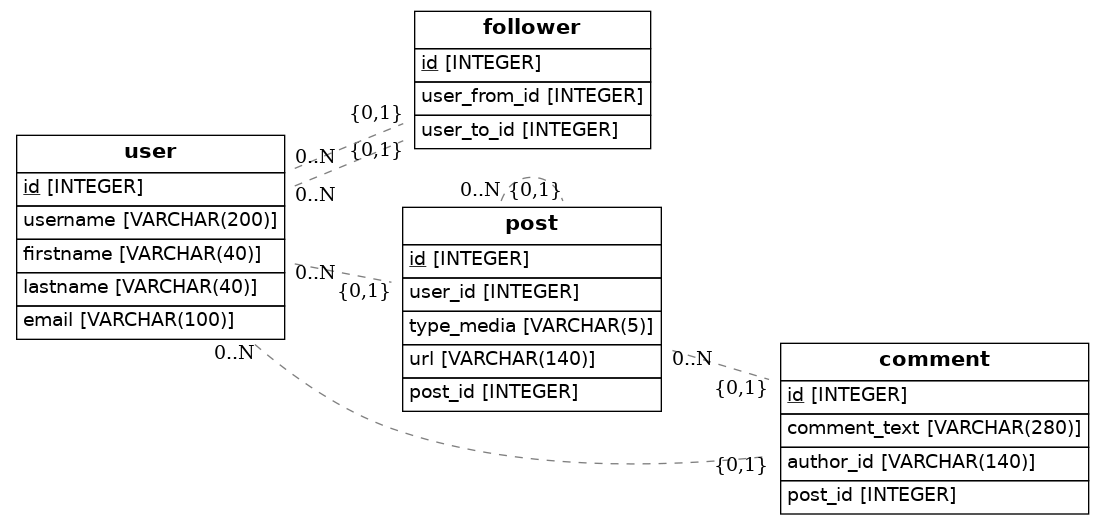 follower
id [INTEGER]
user_from_id [INTEGER]
user_to_id [INTEGER]
{0,1}
{0,1}
0..N
0..N
user
id [INTEGER]
username [VARCHAR(200)]
firstname [VARCHAR(40)]
lastname [VARCHAR(40)]
email [VARCHAR(100)]
0..N {0,1}
post
id [INTEGER]
user_id [INTEGER]
type_media [VARCHAR(5)]
url [VARCHAR(140)]
post_id [INTEGER]
0..N
{0,1}
0..N
{0,1}
0..N
{0,1}
comment
id [INTEGER]
comment_text [VARCHAR(280)]
author_id [VARCHAR(140)]
post_id [INTEGER]